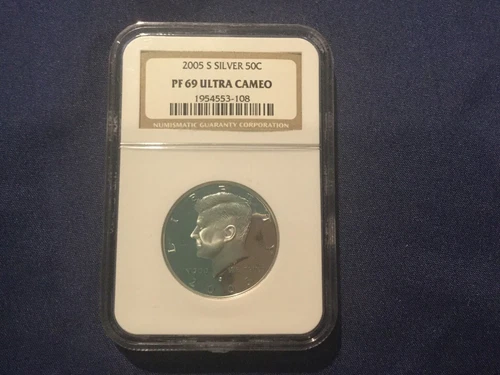 2005 S SILVER 50C
PF 69 ULTRA CAMEO
1954553-108
NUMISMATIC GUARANTY CORPORATION
LIBERTY